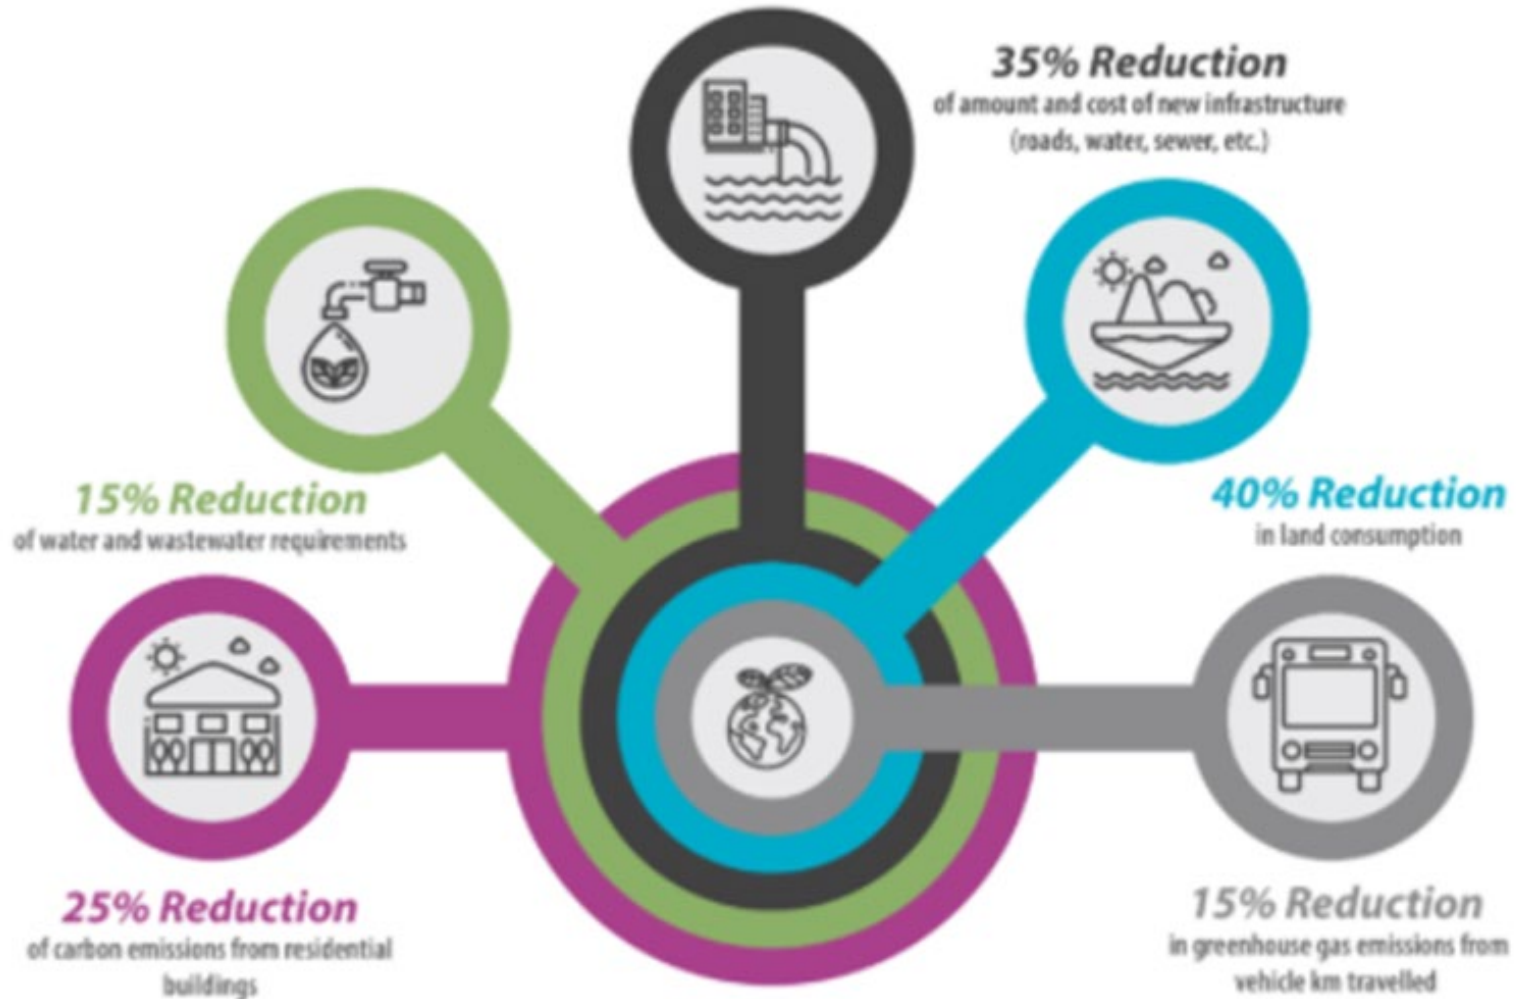 35% Reduction
of amount and cost of new infrastructure
(roads, water, sewer, etc.)
15% Reduction
of water and wastewater requirements
40% Reduction
in land consumption
25% Reduction
of carbon emissions from residential
buildings
15% Reduction
in greenhouse gas emissions from
vehicle km travelled